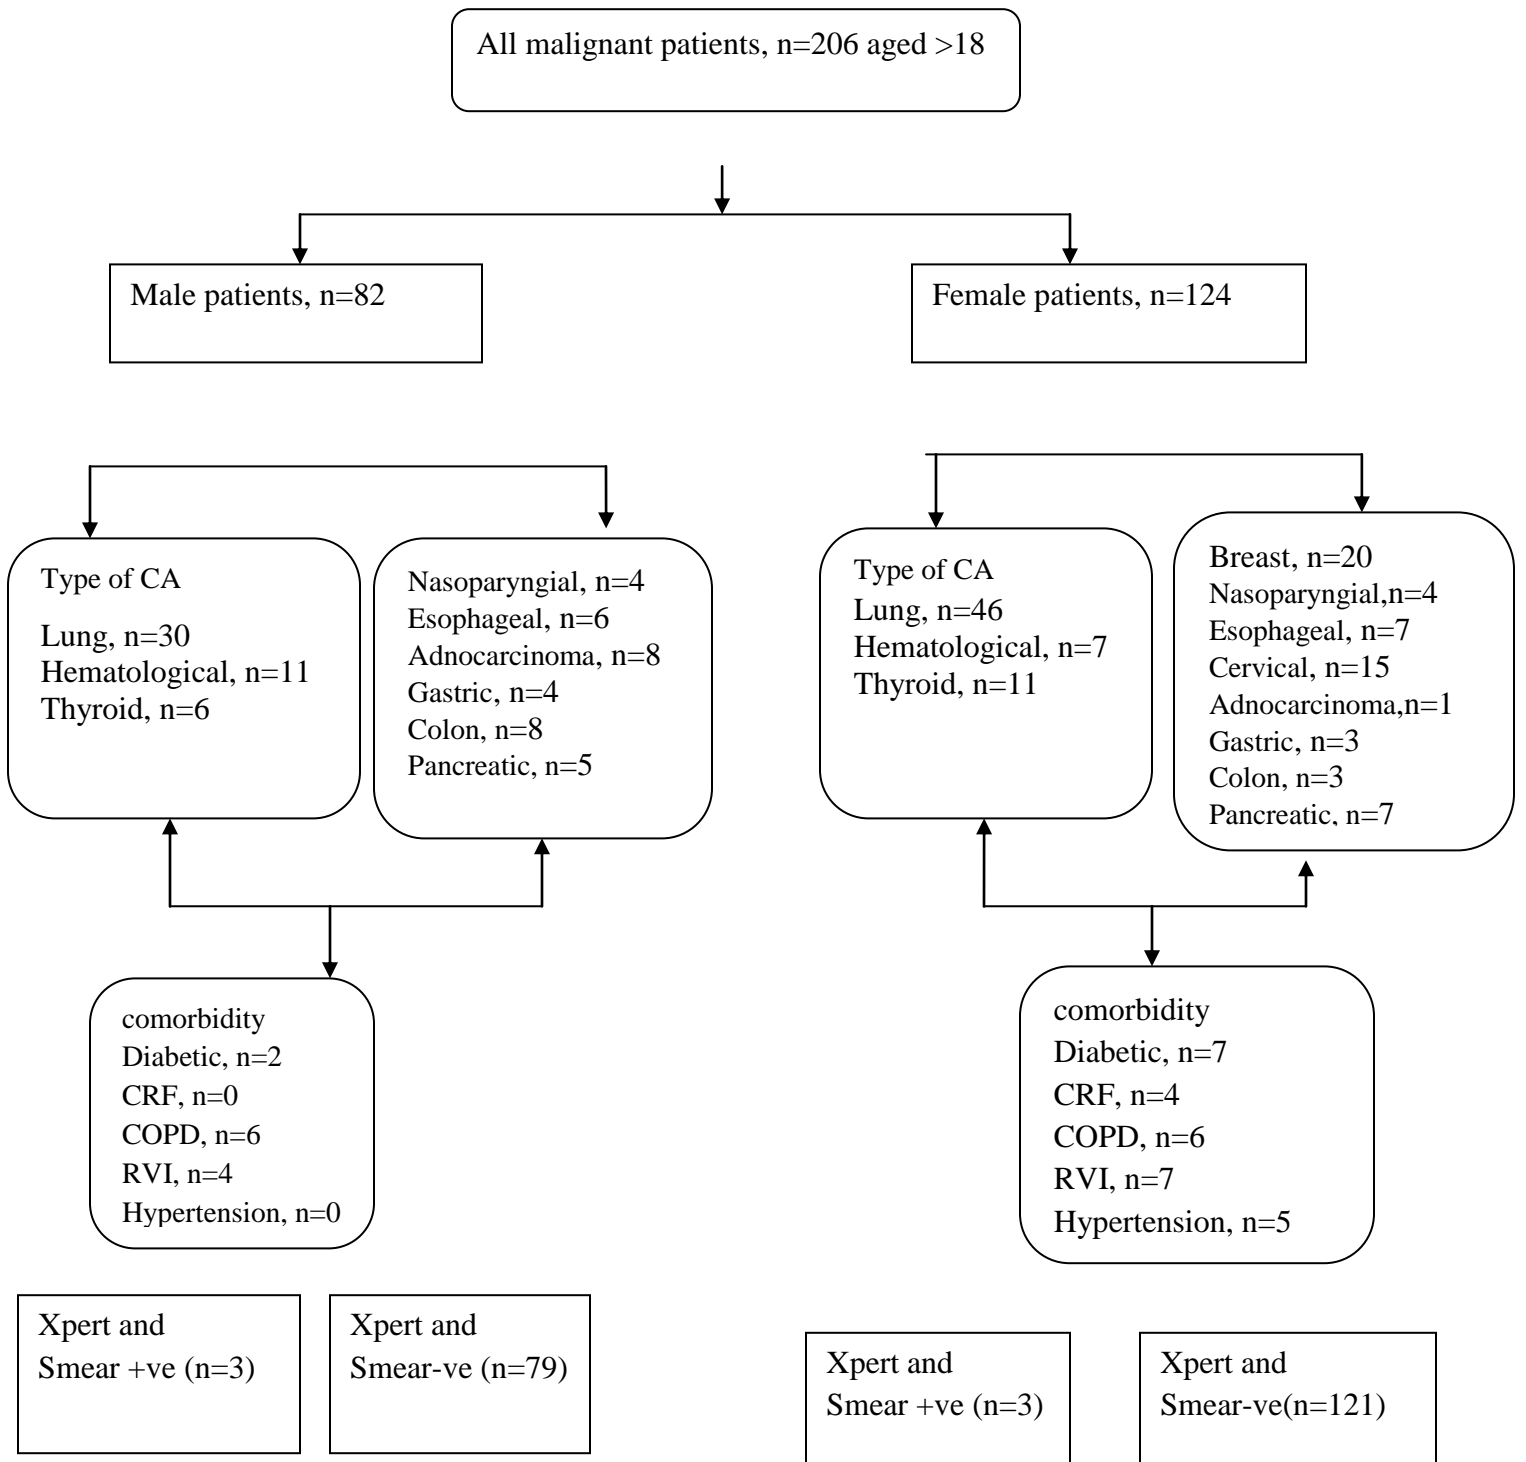 All malignant patients, n=206 aged >18
Male patients, n=82
Female patients, n=124
Type of CA
Lung, n=30
Hematological, n=11
Thyroid, n=6
Nasoparyngial, n=4
Esophageal, n=6
Adnocarcinoma, n=8
Gastric, n=4
Colon, n=8
Pancreatic, n=5
Type of CA
Lung, n=46
Hematological, n=7
Thyroid, n=11
Breast, n=20
Nasoparyngial,n=4
Esophageal, n=7
Cervical, n=15
Adnocarcinoma,n=1
Gastric, n=3
Colon, n=3
Pancreatic, n=7
comorbidity
Diabetic, n=2
CRF, n=0
COPD, n=6
RVI, n=4
Hypertension, n=0
comorbidity
Diabetic, n=7
CRF, n=4
COPD, n=6
RVI, n=7
Hypertension, n=5
Xpert and
Smear +ve (n=3)
Xpert and
Smear-ve (n=79)
Xpert and
Smear +ve (n=3)
Xpert and
Smear-ve(n=121)